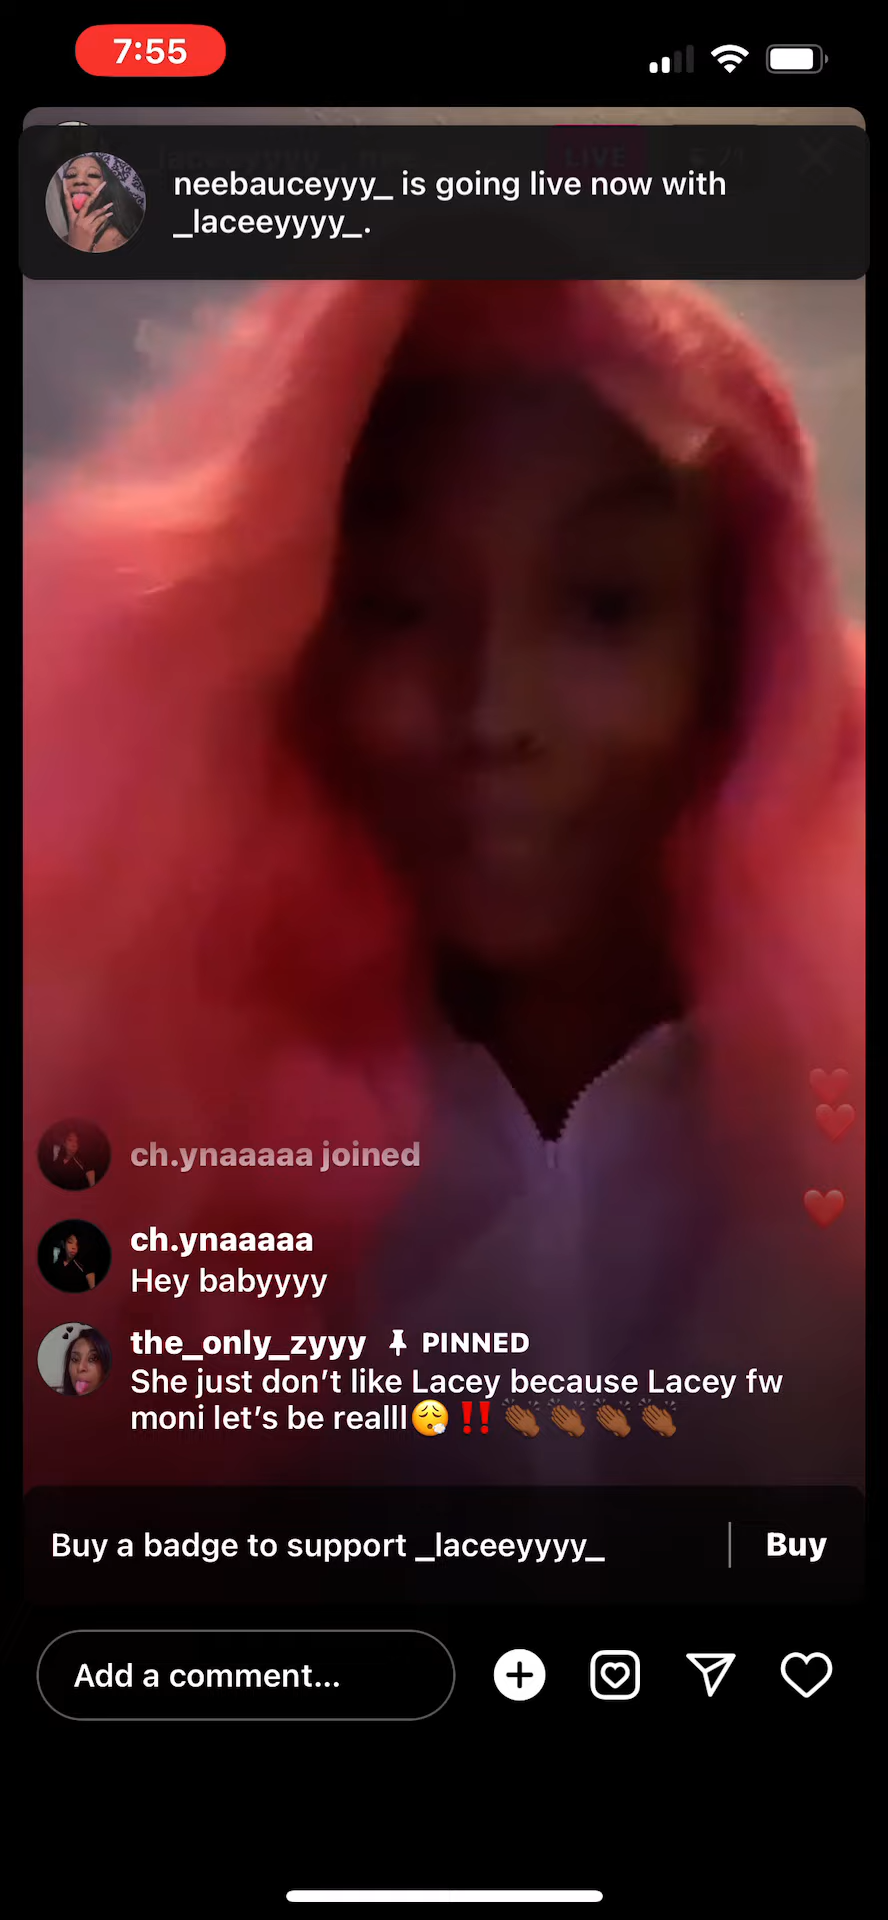 7:55
LIVE
neebauceyyy_ is going live now with
_laceeyyyy_.
ch.ynaaaaa joined
ch.ynaaaaa
Hey babyyyy
the_only_zyyy PINNED
She just don’t like Lacey because Lacey fw
moni let’s be realll😮‍💨‼️👏🏾👏🏾👏🏾👏🏾
Buy a badge to support _laceeyyyy_ | Buy
Add a comment...